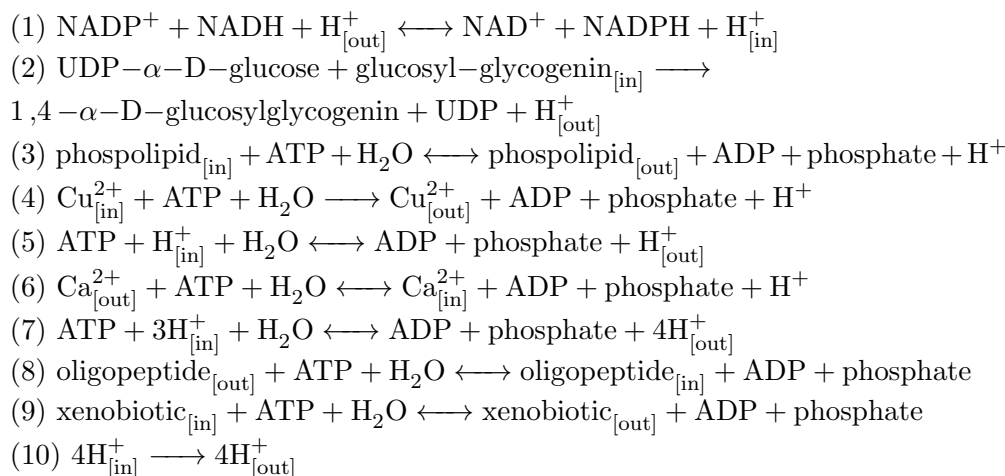 (1) NADP⁺ + NADH + H⁺[out] ⟷ NAD⁺ + NADPH + H⁺[in]
(2) UDP−α−D−glucose + glucosyl−glycogenin[in] ⟶
1,4−α−D−glucosylglycogenin + UDP + H⁺[out]
(3) phospolipid[in] + ATP + H₂O ⟷ phospolipid[out] + ADP + phosphate + H⁺
(4) Cu²⁺[in] + ATP + H₂O ⟶ Cu²⁺[out] + ADP + phosphate + H⁺
(5) ATP + H⁺[in] + H₂O ⟷ ADP + phosphate + H⁺[out]
(6) Ca²⁺[out] + ATP + H₂O ⟷ Ca²⁺[in] + ADP + phosphate + H⁺
(7) ATP + 3H⁺[in] + H₂O ⟷ ADP + phosphate + 4H⁺[out]
(8) oligopeptide[out] + ATP + H₂O ⟷ oligopeptide[in] + ADP + phosphate
(9) xenobiotic[in] + ATP + H₂O ⟷ xenobiotic[out] + ADP + phosphate
(10) 4H⁺[in] ⟶ 4H⁺[out]